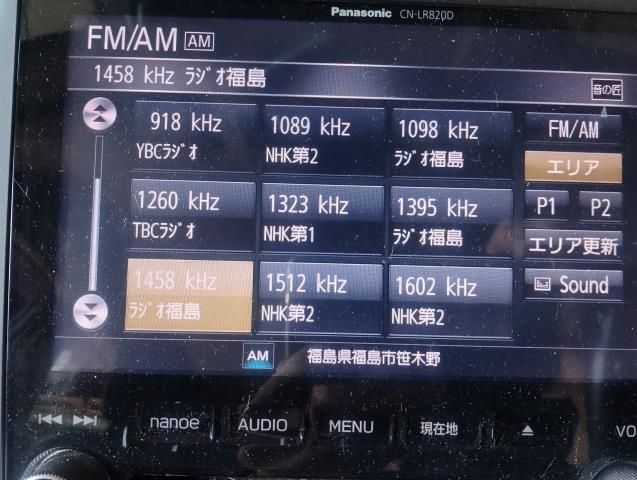 Panasonic CN-LR820D
FM/AM AM
1458 kHz ラジオ福島
音の匠
918 kHz
YBCラジオ
1089 kHz
NHK第2
1098 kHz
ラジオ福島
FM/AM
エリア
1260 kHz
TBCラジオ
1323 kHz
NHK第1
1395 kHz
ラジオ福島
P1 P2
エリア更新
1458 kHz
ラジオ福島
1512 kHz
NHK第2
1602 kHz
NHK第2
Sound
AM 福島県福島市笹木野
nanoe AUDIO MENU 現在地 VO